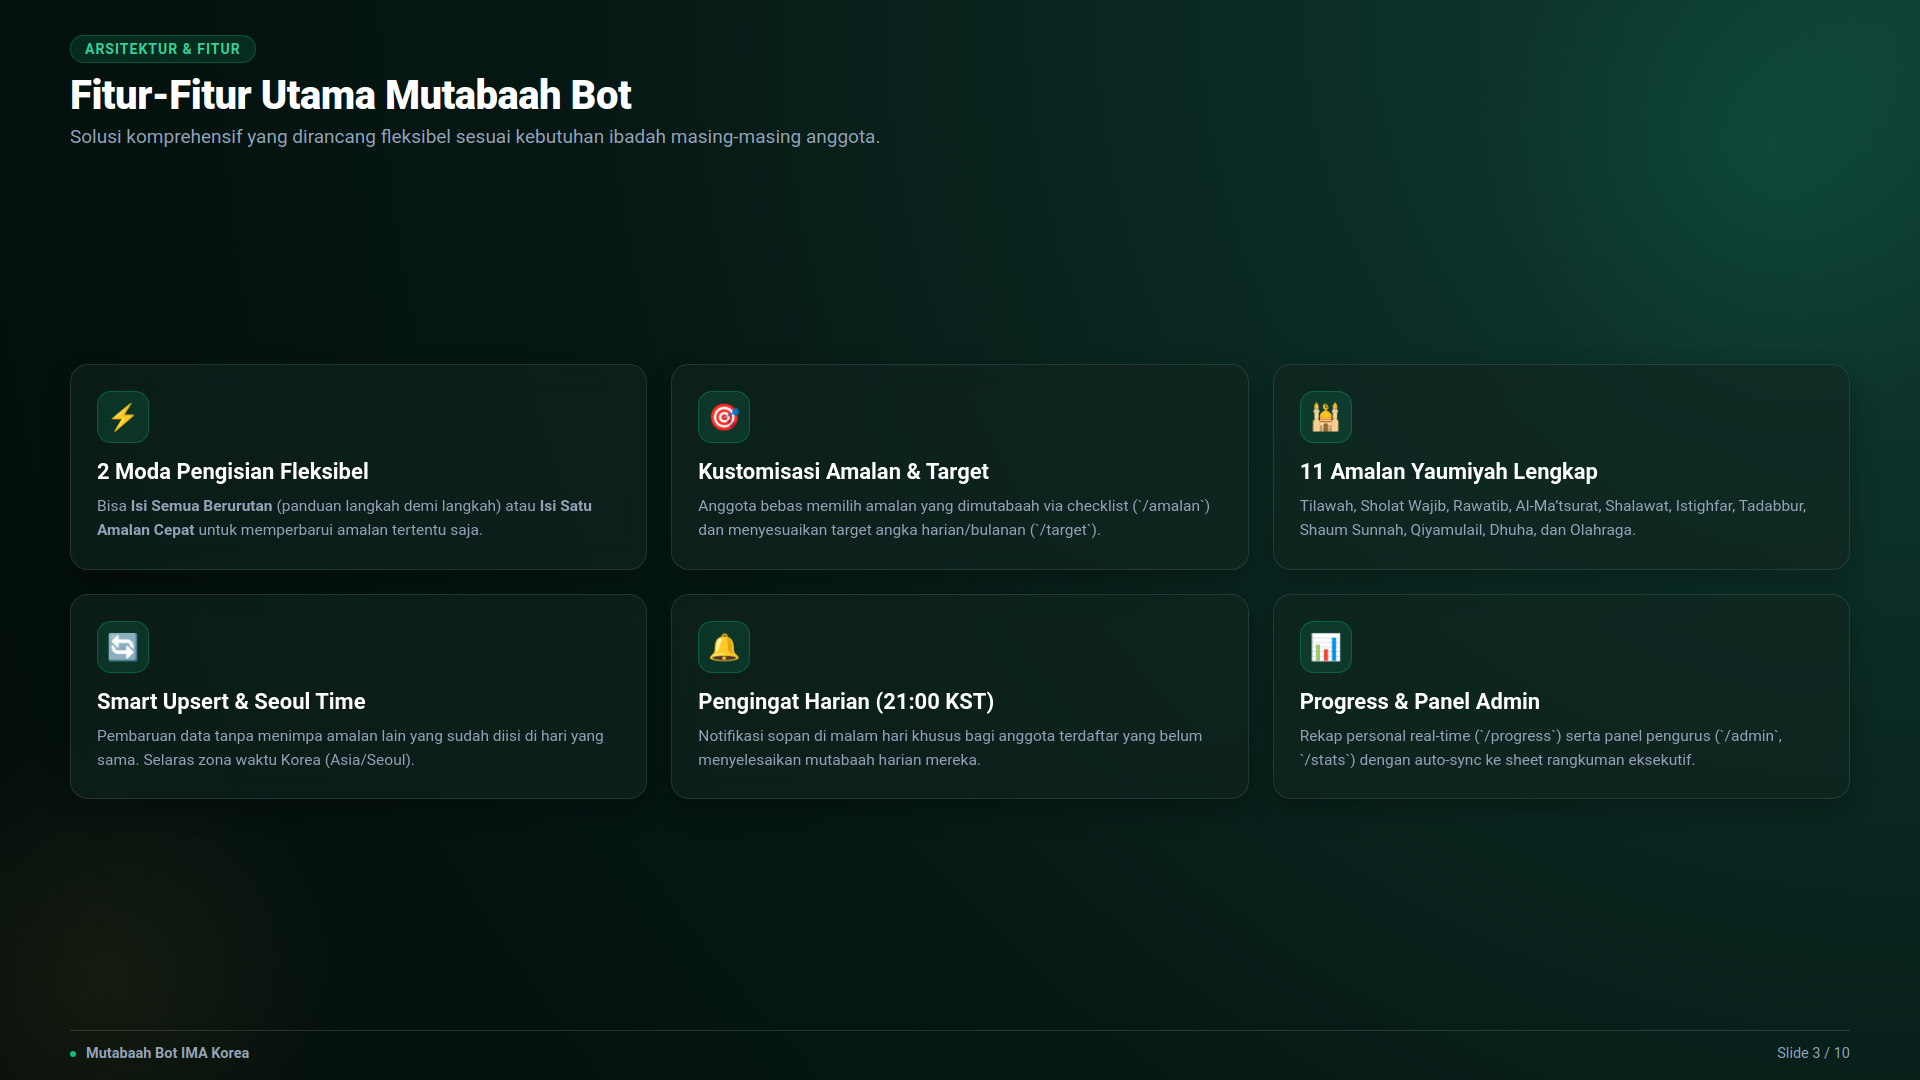 ARSITEKTUR & FITUR
Fitur-Fitur Utama Mutabaah Bot
Solusi komprehensif yang dirancang fleksibel sesuai kebutuhan ibadah masing-masing anggota.
2 Moda Pengisian Fleksibel
Bisa Isi Semua Berurutan (panduan langkah demi langkah) atau Isi Satu
Amalan Cepat untuk memperbarui amalan tertentu saja.
Kustomisasi Amalan & Target
Anggota bebas memilih amalan yang dimutabaah via checklist (`/amalan`)
dan menyesuaikan target angka harian/bulanan (`/target`).
11 Amalan Yaumiyah Lengkap
Tilawah, Sholat Wajib, Rawatib, Al-Ma’tsurat, Shalawat, Istighfar, Tadabbur,
Shaum Sunnah, Qiyamulail, Dhuha, dan Olahraga.
Smart Upsert & Seoul Time
Pembaruan data tanpa menimpa amalan lain yang sudah diisi di hari yang
sama. Selaras zona waktu Korea (Asia/Seoul).
Pengingat Harian (21:00 KST)
Notifikasi sopan di malam hari khusus bagi anggota terdaftar yang belum
menyelesaikan mutabaah harian mereka.
Progress & Panel Admin
Rekap personal real-time (`/progress`) serta panel pengurus (`/admin`,
`/stats`) dengan auto-sync ke sheet rangkuman eksekutif.
Mutabaah Bot IMA Korea
Slide 3 / 10